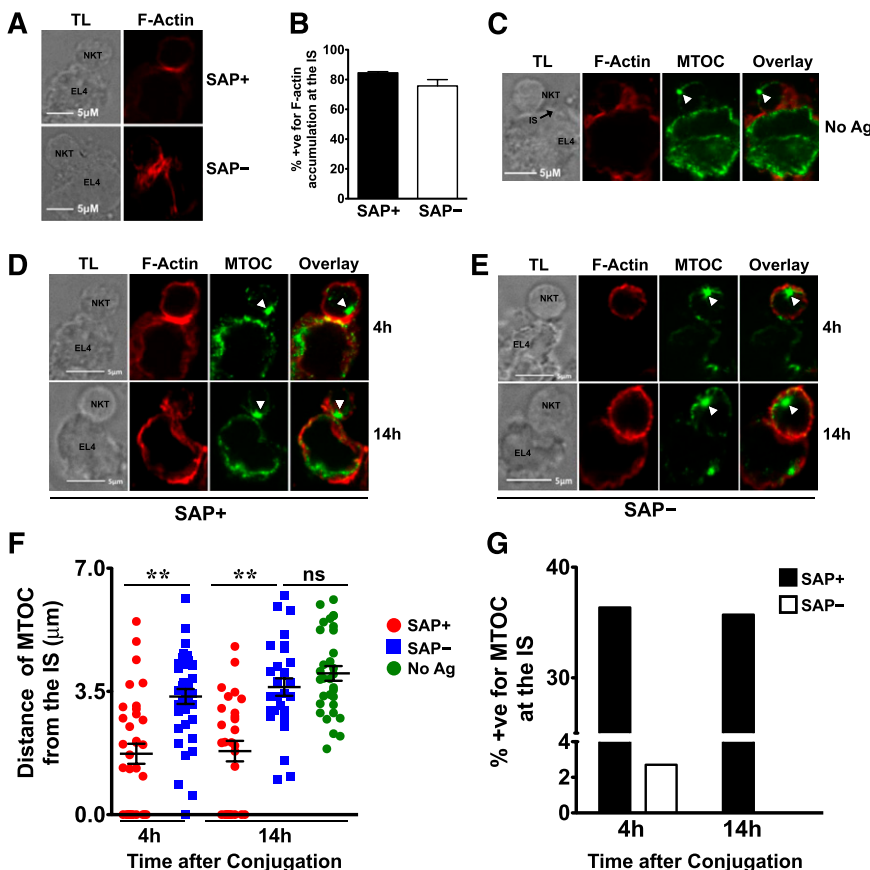 A
TL F-Actin
NKT
EL4
5μM
SAP+
NKT
EL4
5μM
SAP−
B
% +ve for F-actin
accumulation at the IS
100
80
60
40
20
0
SAP+ SAP−
C
TL F-Actin MTOC Overlay
NKT
IS
EL4
5μM
No Ag
D
TL F-Actin MTOC Overlay
NKT
EL4
5μm
4h
NKT
EL4
5μm
14h
SAP+
E
TL F-Actin MTOC Overlay
NKT
EL4
5μm
4h
NKT
EL4
5μm
14h
SAP−
F
Distance of MTOC
from the IS (μm)
7.0
3.5
0.0
** ** ns
SAP+
SAP−
No Ag
4h 14h
Time after Conjugation
G
% +ve for MTOC
at the IS
40
30
4
2
0
SAP+
SAP−
4h 14h
Time after Conjugation